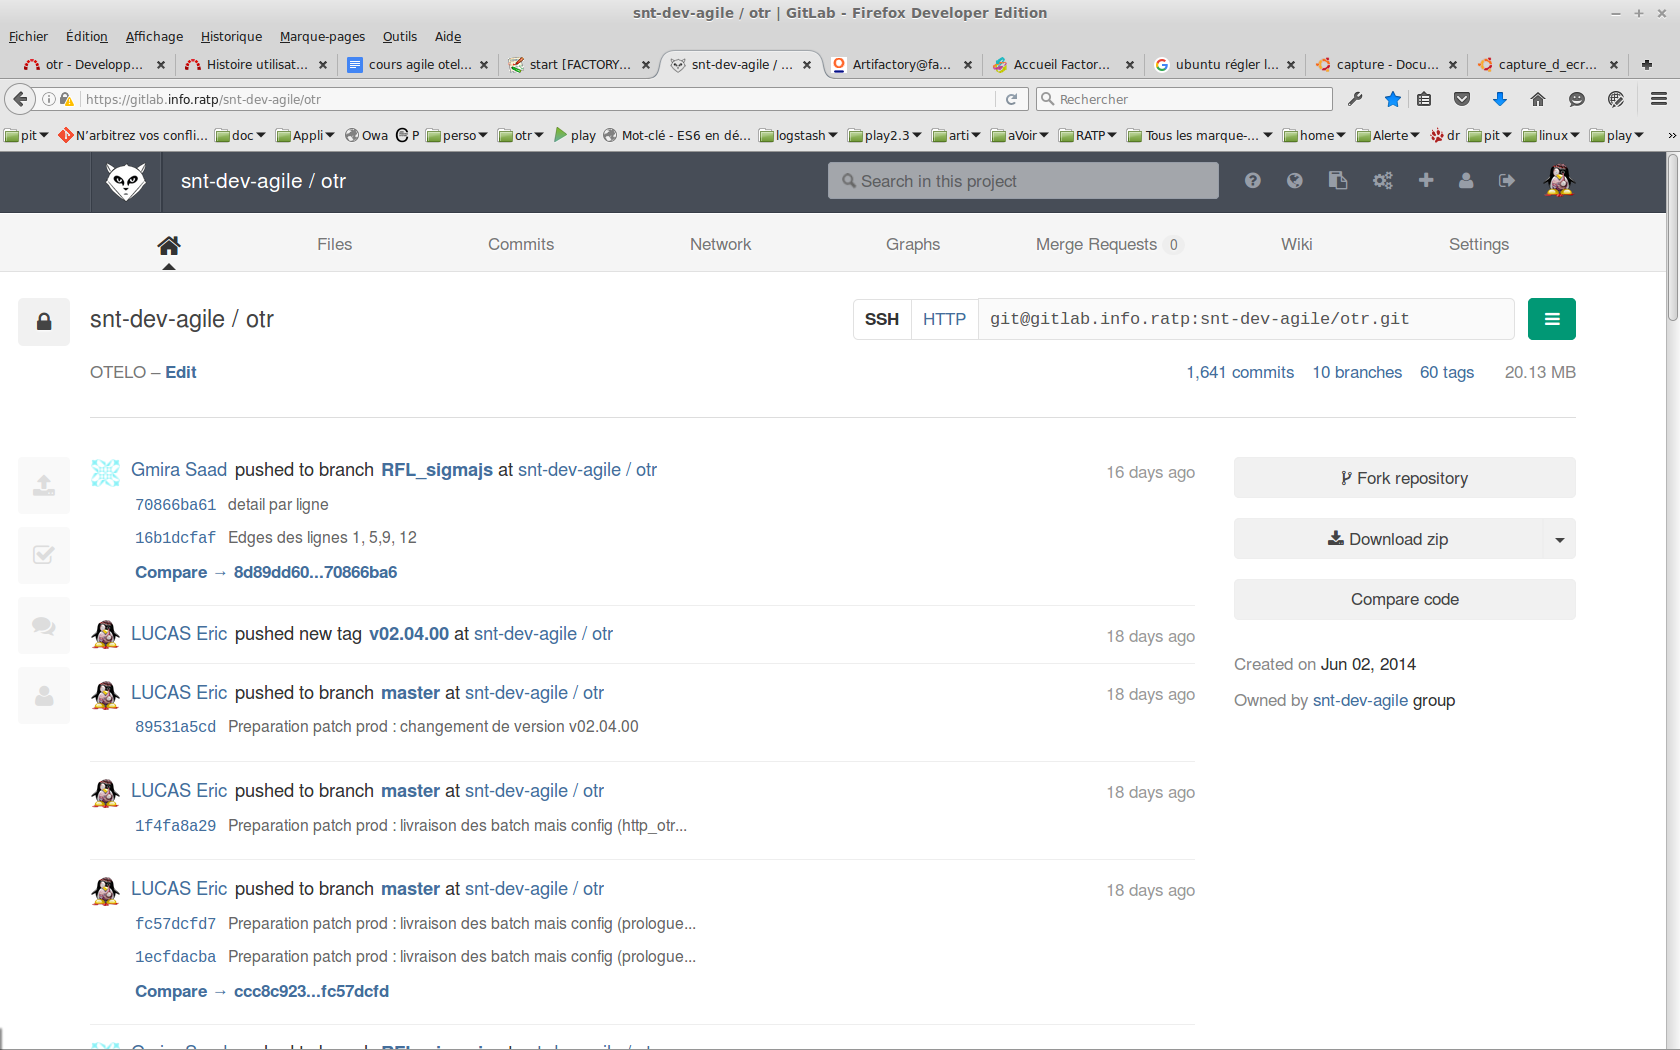 snt-dev-agile / otr | GitLab - Firefox Developer Edition
Fichier Édition Affichage Historique Marque-pages Outils Aide
otr - Developp... Histoire utilisat... cours agile otel... start [FACTORY... snt-dev-agile / ... Artifactory@fa... Accueil Factor... ubuntu régler l... capture - Docu... capture_d_ecr...
https://gitlab.info.ratp/snt-dev-agile/otr Rechercher
pit N'arbitrez vos confli... doc Appli Owa P perso otr play Mot-clé - ES6 en dé... logstash play2.3 arti aVoir RATP Tous les marque-... home Alerte dr pit linux play »
snt-dev-agile / otr Search in this project
Files Commits Network Graphs Merge Requests 0 Wiki Settings
snt-dev-agile / otr SSH HTTP git@gitlab.info.ratp:snt-dev-agile/otr.git
OTELO – Edit 1,641 commits 10 branches 60 tags 20.13 MB
Gmira Saad pushed to branch RFL_sigmajs at snt-dev-agile / otr 16 days ago
70866ba61 detail par ligne
16b1dcfaf Edges des lignes 1, 5,9, 12
Compare → 8d89dd60...70866ba6
LUCAS Eric pushed new tag v02.04.00 at snt-dev-agile / otr 18 days ago
LUCAS Eric pushed to branch master at snt-dev-agile / otr 18 days ago
89531a5cd Preparation patch prod : changement de version v02.04.00
LUCAS Eric pushed to branch master at snt-dev-agile / otr 18 days ago
1f4fa8a29 Preparation patch prod : livraison des batch mais config (http_otr...
LUCAS Eric pushed to branch master at snt-dev-agile / otr 18 days ago
fc57dcfd7 Preparation patch prod : livraison des batch mais config (prologue...
1ecfdacba Preparation patch prod : livraison des batch mais config (prologue...
Compare → ccc8c923...fc57dcfd
Fork repository
Download zip
Compare code
Created on Jun 02, 2014
Owned by snt-dev-agile group